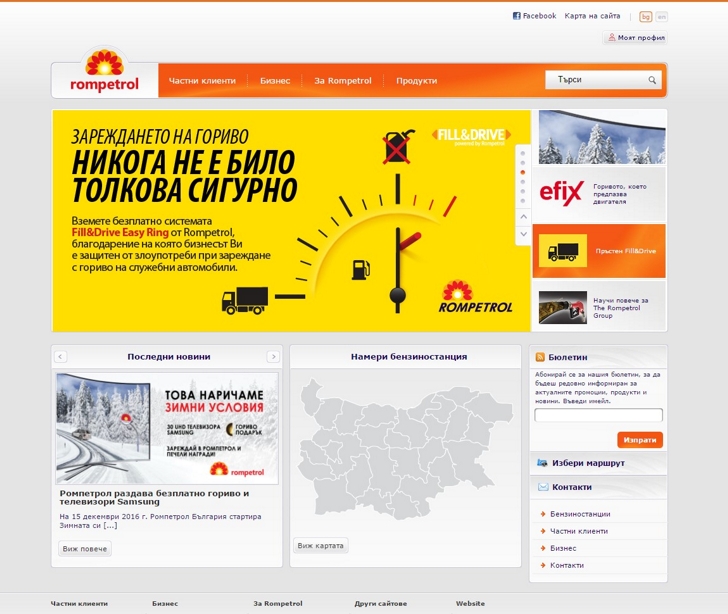 Facebook
Карта на сайта
bg
en
Моят профил
rompetrol
Частни клиенти
Бизнес
За Rompetrol
Продукти
Търси
ЗАРЕЖДАНЕТО НА ГОРИВО
НИКОГА НЕ Е БИЛО
ТОЛКОВА СИГУРНО
FILL&DRIVE
powered by Rompetrol
Вземете безплатно системата
Fill&Drive Easy Ring от Rompetrol,
благодарение на която бизнесът Ви
е защитен от злоупотреби при зареждане
с гориво на служебни автомобили.
ROMPETROL
efix
Горивото, което
предпазва
двигателя
Пръстен Fill&Drive
Научи повече за
The Rompetrol
Group
Последни новини
ТОВА НАРИЧАМЕ
ЗИМНИ УСЛОВИЯ
30 UHD ТЕЛЕВИЗОРА
SAMSUNG
ГОРИВО
ПОДАРЪК
ЗАРЕЖДАЙ В РОМПЕТРОЛ И
ПЕЧЕЛИ НАГРАДИ!
rompetrol
Ромпетрол раздава безплатно гориво и
телевизори Samsung
На 15 декември 2016 г. Ромпетрол България стартира
Зимната си [...]
Виж повече
Намери бензиностанция
Виж картата
Бюлетин
Абонирай се за нашия бюлетин, за да
бъдеш редовно информиран за
актуалните промоции, продукти и
новини. Въведи имейл.
Изпрати
Избери маршрут
Контакти
Бензиностанции
Частни клиенти
Бизнес
Контакти
Частни клиенти
Бизнес
За Rompetrol
Други сайтове
Website